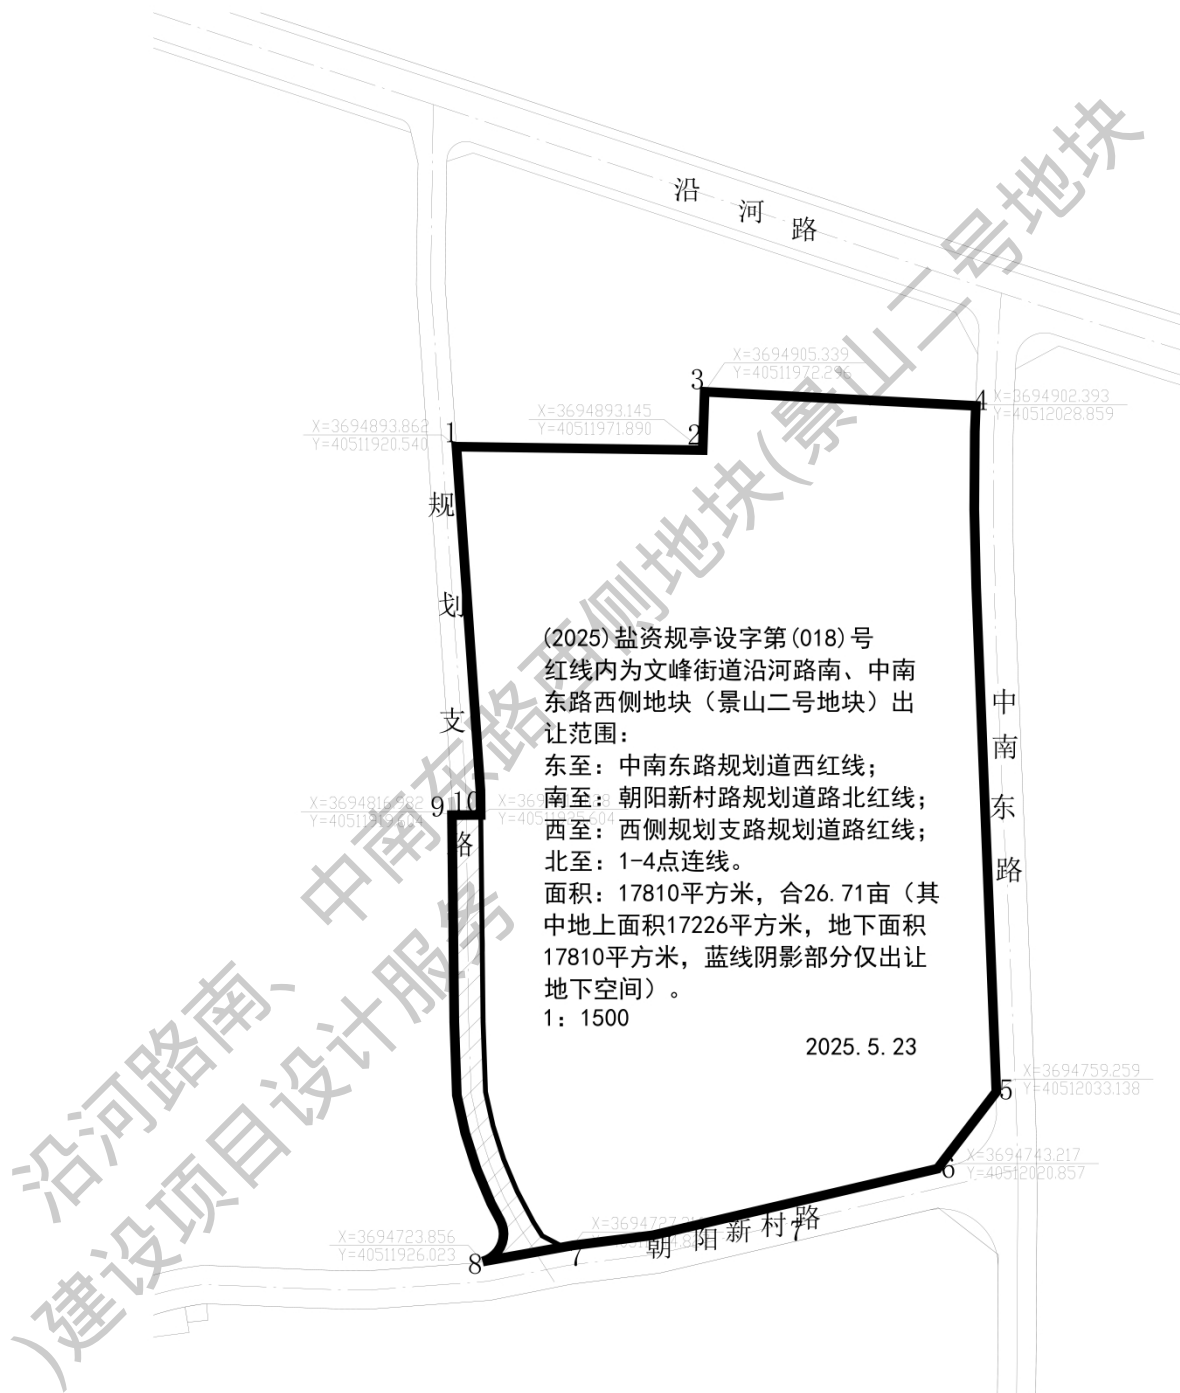 沿河路
3
X=3694905.339
Y=40511972.296
4
X=3694902.393
Y=40512028.859
X=3694893.145
Y=40511971.890
2
1
X=3694893.862
Y=40511920.540
规划支路
(2025)盐资规亭设字第(018)号
红线内为文峰街道沿河路南、中南
东路西侧地块（景山二号地块）出
让范围：
东至：中南东路规划道西红线；
南至：朝阳新村路规划道路北红线；
西至：西侧规划支路规划道路红线；
北至：1-4点连线。
面积：17810平方米，合26.71亩（其
中地上面积17226平方米，地下面积
17810平方米，蓝线阴影部分仅出让
地下空间）。
1：1500
2025.5.23
中南东路
9
10
5
X=3694759.259
Y=40512033.138
6
X=3694743.217
Y=40512020.857
朝阳新村路
7
7
8
X=3694723.856
Y=40511926.023
沿河路南、中南东路西侧地块(景山二号地块
)建设项目设计服务